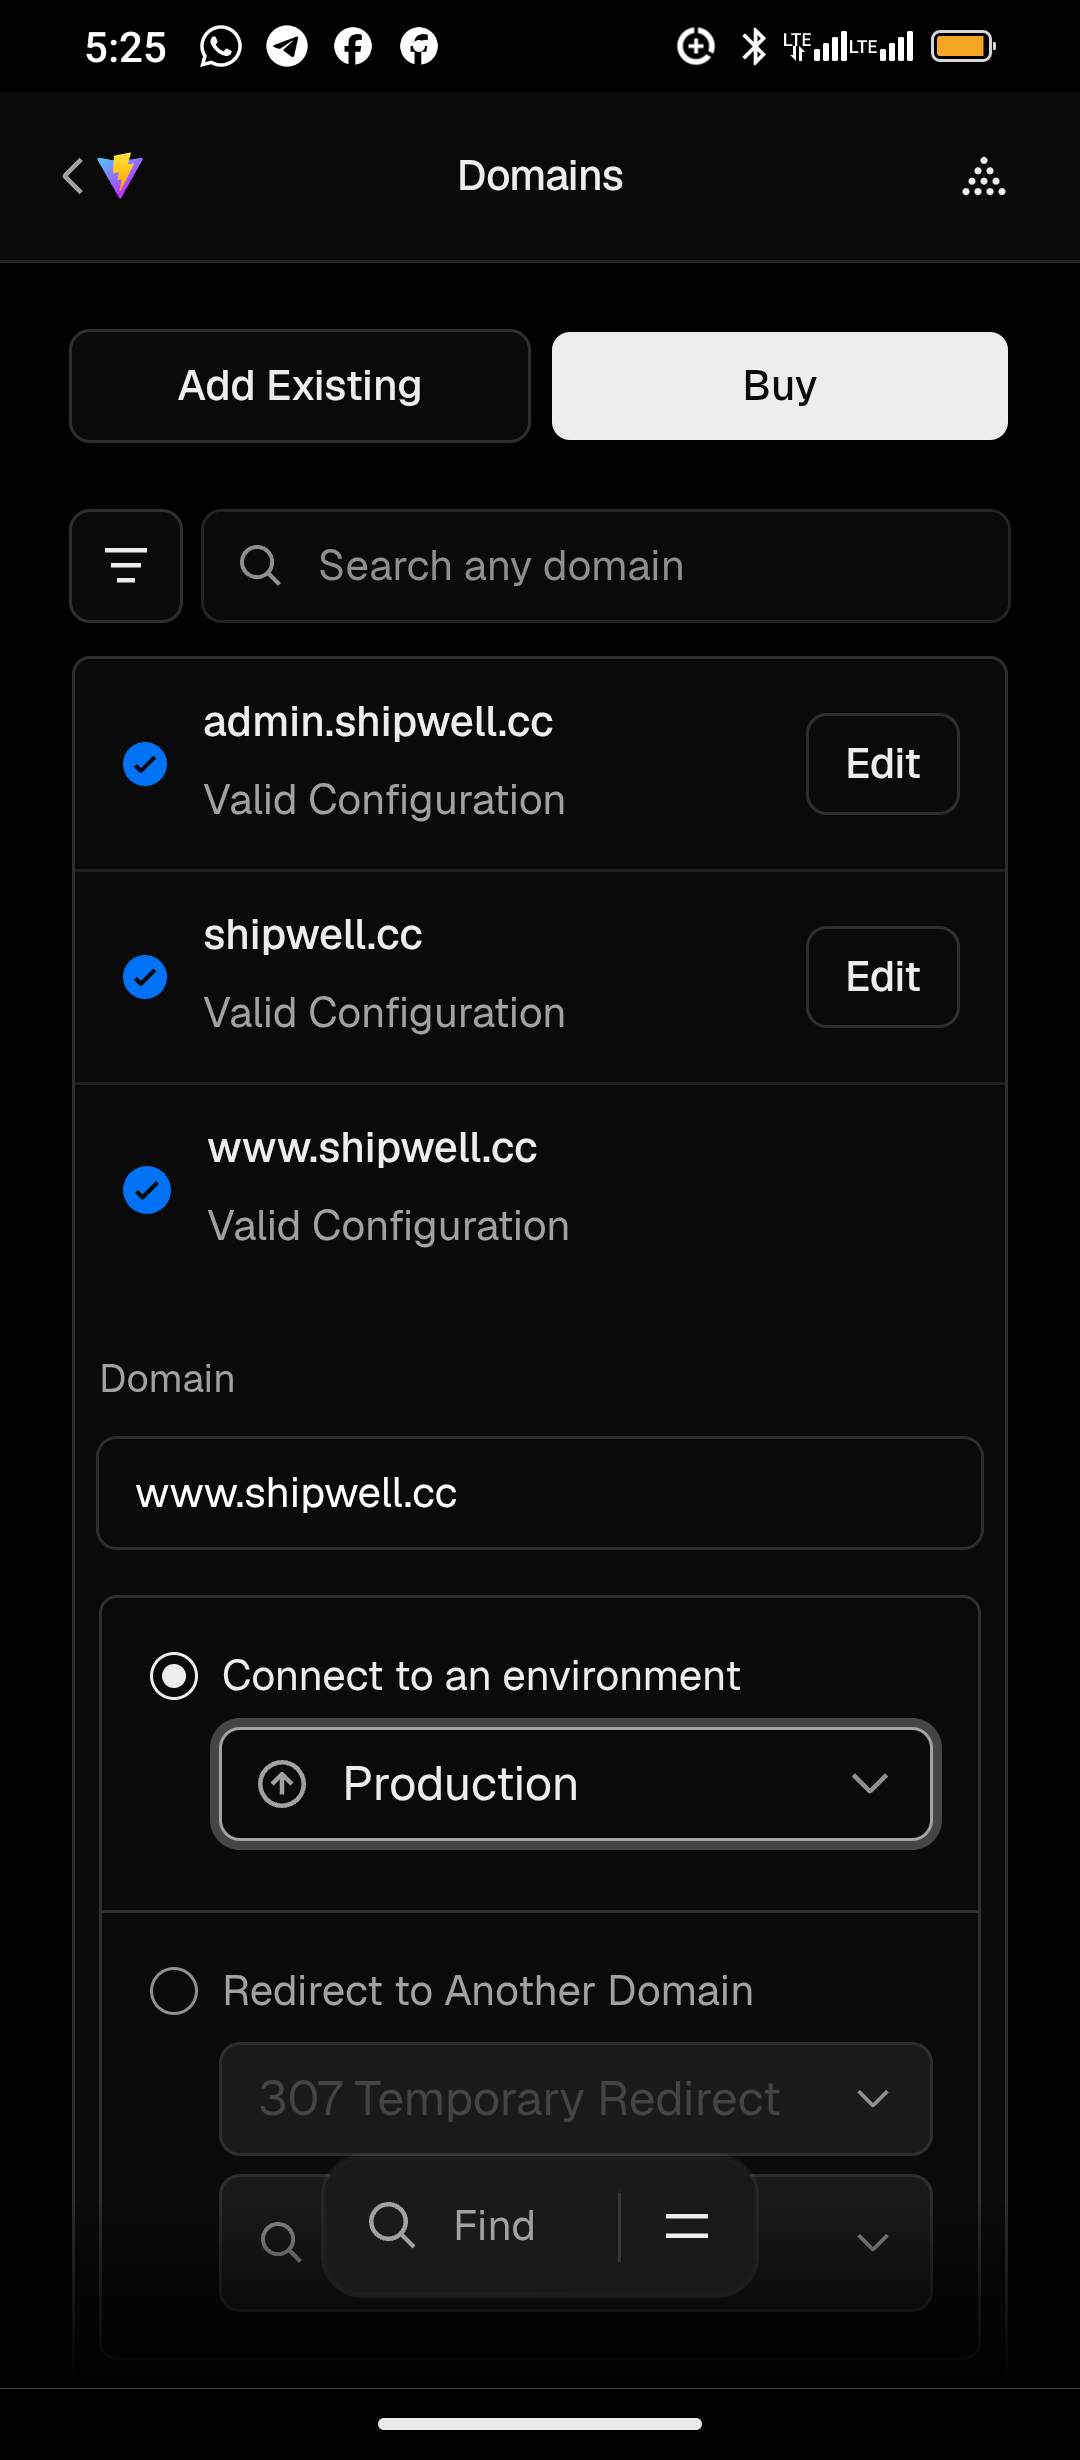 5:25
LTE
LTE
Domains
Add Existing
Buy
Search any domain
admin.shipwell.cc
Valid Configuration
Edit
shipwell.cc
Valid Configuration
Edit
www.shipwell.cc
Valid Configuration
Domain
www.shipwell.cc
Connect to an environment
Production
Redirect to Another Domain
307 Temporary Redirect
Find